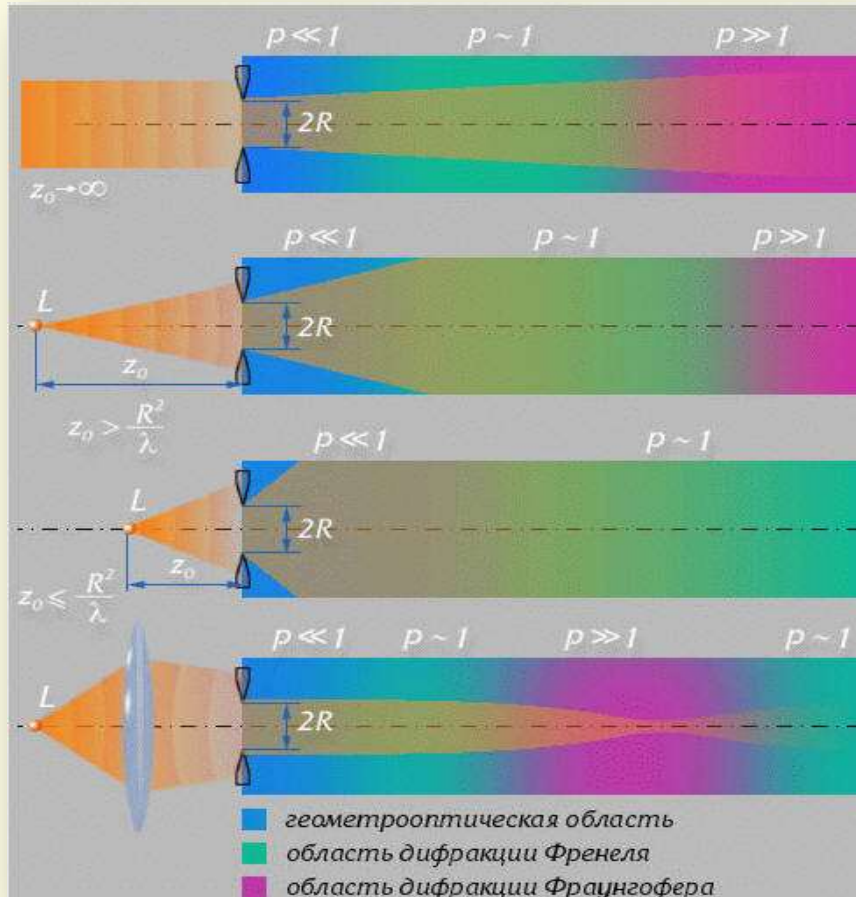 p ≪ 1 p ~ 1 p ≫ 1
2R
z₀→∞
p ≪ 1 p ~ 1 p ≫ 1
L
2R
z₀
z₀ > R²/λ
p ≪ 1 p ~ 1
L
2R
z₀
z₀ ⩽ R²/λ
p ≪ 1 p ~ 1 p ≫ 1 p ~ 1
L
2R
геометрооптическая область
область дифракции Френеля
область дифракции Фраунгофера